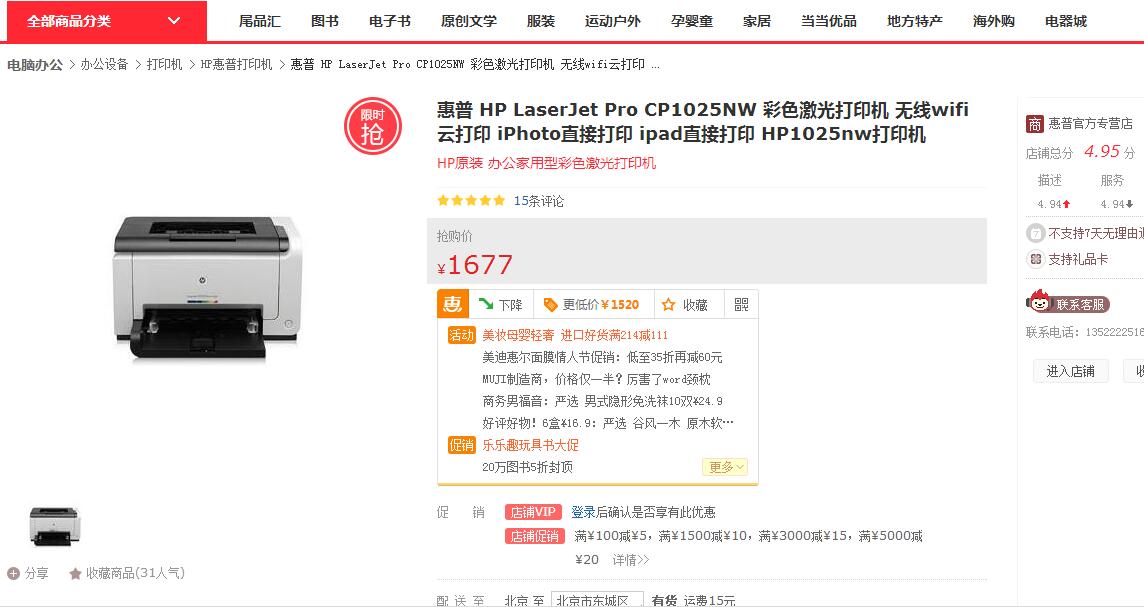 全部商品分类
尾品汇 图书 电子书 原创文学 服装 运动户外 孕婴童 家居 当当优品 地方特产 海外购 电器城
电脑办公 > 办公设备 > 打印机 > HP惠普打印机 > 惠普 HP LaserJet Pro CP1025NW 彩色激光打印机 无线wifi云打印 ...
限时
抢
惠普 HP LaserJet Pro CP1025NW 彩色激光打印机 无线wifi
云打印 iPhoto直接打印 ipad直接打印 HP1025nw打印机
HP原装 办公家用型彩色激光打印机
15条评论
抢购价
¥1677
惠 下降 更低价¥1520 收藏
活动 美妆母婴轻奢 进口好货满214减111
美迪惠尔面膜情人节促销：低至35折再减60元
MUJI制造商，价格仅一半？厉害了word颈枕
商务男福音：严选 男式隐形免洗袜10双¥24.9
好评好物！6盒¥16.9：严选 谷风一木 原木软…
促销 乐乐趣玩具书大促
20万图书5折封顶
更多
促 销 店铺VIP 登录后确认是否享有此优惠
店铺促销 满¥100减¥5，满¥1500减¥10，满¥3000减¥15，满¥5000减
¥20 详情>>
配 送 至 北京 至 北京市东城区 有货 运费15元
分享 收藏商品(31人气)
商 惠普官方专营店
店铺总分 4.95 分
描述 服务
4.94 4.94
7 不支持7天无理由
支持礼品卡
联系客服
联系电话：1352222516
进入店铺
hp